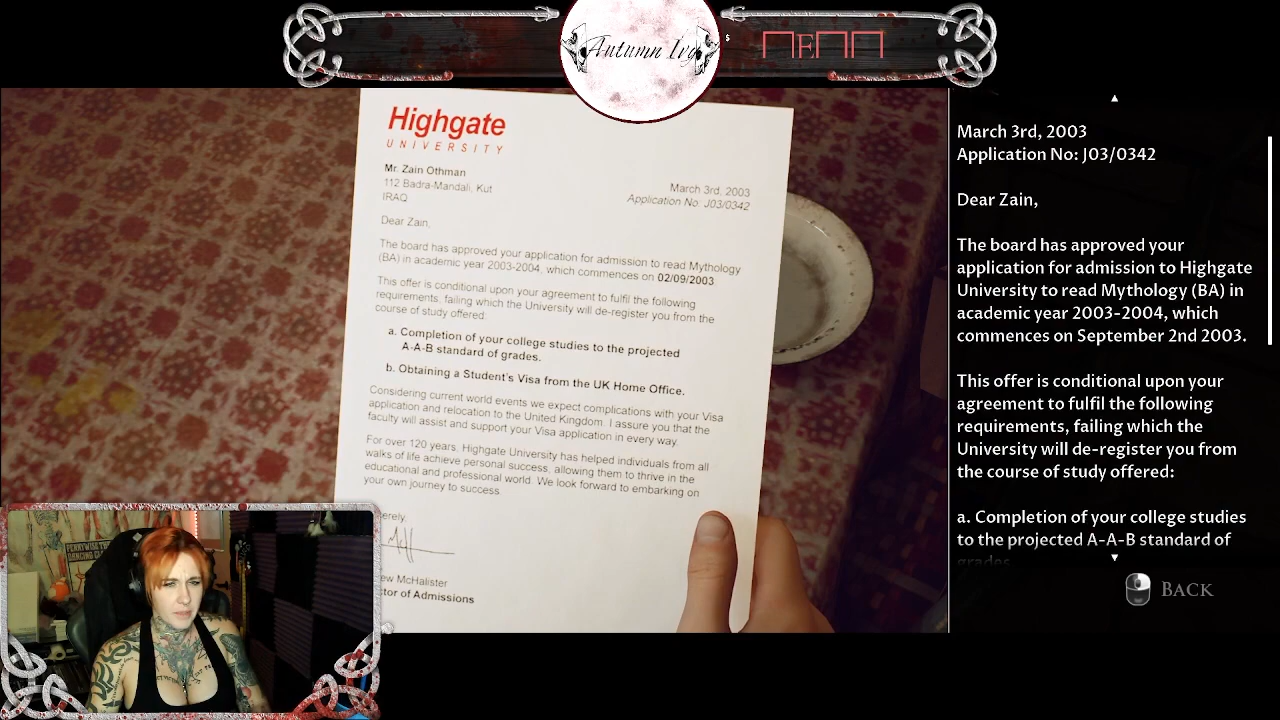 Autumn Ivy
Highgate
UNIVERSITY
Mr. Zain Othman
112 Badra-Mandali, Kut
IRAQ
March 3rd, 2003
Application No: J03/0342
Dear Zain,
The board has approved your application for admission to read Mythology
(BA) in academic year 2003-2004, which commences on 02/09/2003
This offer is conditional upon your agreement to fulfil the following
requirements, failing which the University will de-register you from the
course of study offered:
a. Completion of your college studies to the projected
A-A-B standard of grades.
b. Obtaining a Student's Visa from the UK Home Office.
Considering current world events we expect complications with your Visa
application and relocation to the United Kingdom. I assure you that the
faculty will assist and support your Visa application in every way.
For over 120 years, Highgate University has helped individuals from all
walks of life achieve personal success, allowing them to thrive in the
educational and professional world. We look forward to embarking on
your own journey to success.
erely
ew McHalister
tor of Admissions
March 3rd, 2003
Application No: J03/0342
Dear Zain,
The board has approved your
application for admission to Highgate
University to read Mythology (BA) in
academic year 2003-2004, which
commences on September 2nd 2003.
This offer is conditional upon your
agreement to fulfil the following
requirements, failing which the
University will de-register you from
the course of study offered:
a. Completion of your college studies
to the projected A-A-B standard of
grades
BACK
PENNYWISE THE
DANCING CL